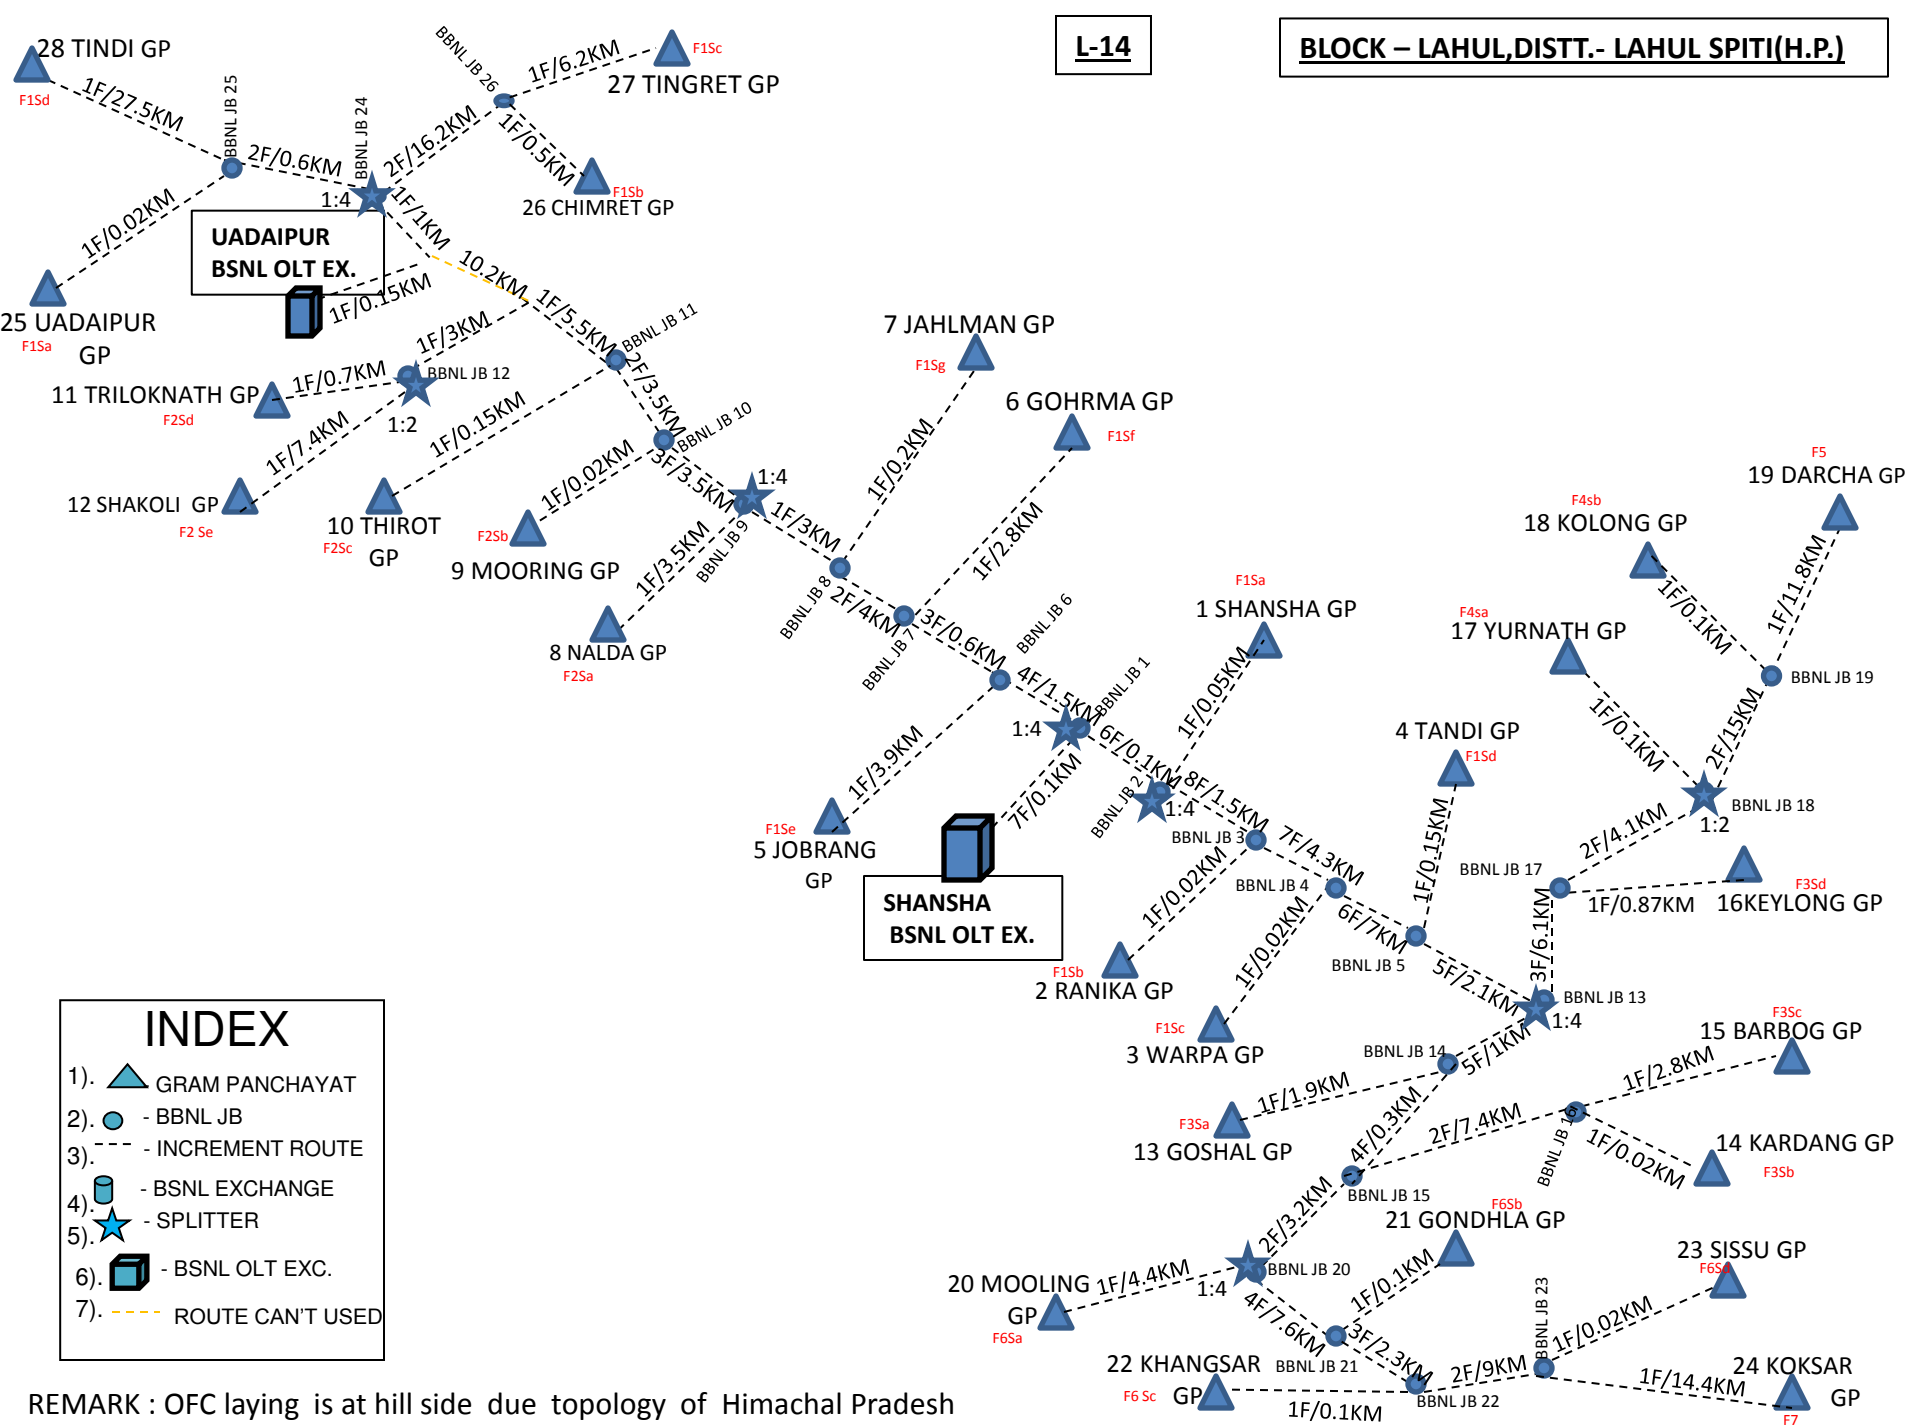 L-14
BLOCK – LAHUL,DISTT.- LAHUL SPITI(H.P.)
28 TINDI GP
F1Sd
1F/27.5KM
BBNL JB 25
2F/0.6KM
BBNL JB 24
1:4
2F/16.2KM
BBNL JB 26
1F/6.2KM
F1Sc
27 TINGRET GP
1F/0.5KM
F1Sb
26 CHIMRET GP
1F/1KM
1F/0.02KM
UADAIPUR
BSNL OLT EX.
1F/0.15KM
25 UADAIPUR
GP
F1Sa
10.2KM
1F/5.5KM
BBNL JB 11
1F/3KM
BBNL JB 12
1:2
1F/0.7KM
11 TRILOKNATH GP
F2Sd
1F/7.4KM
12 SHAKOLI GP
F2 Se
1F/0.15KM
10 THIROT
GP
F2Sc
2F/3.5KM
BBNL JB 10
1F/0.02KM
F2Sb
9 MOORING GP
3F/3.5KM
1:4
BBNL JB 9
1F/3.5KM
8 NALDA GP
F2Sa
1F/3KM
7 JAHLMAN GP
F1Sg
1F/0.2KM
BBNL JB 8
2F/4KM
6 GOHRMA GP
F1Sf
1F/2.8KM
BBNL JB 7
3F/0.6KM
BBNL JB 6
4F/1.5KM
1F/3.9KM
F1Se
5 JOBRANG
GP
BBNL JB 1
1:4
7F/0.1KM
SHANSHA
BSNL OLT EX.
6F/0.1KM
BBNL JB 2
1:4
F1Sa
1 SHANSHA GP
1F/0.05KM
8F/1.5KM
BBNL JB 3
1F/0.02KM
F1Sb
2 RANIKA GP
7F/4.3KM
BBNL JB 4
1F/0.02KM
F1Sc
3 WARPA GP
6F/7KM
BBNL JB 5
4 TANDI GP
F1Sd
1F/0.15KM
5F/2.1KM
BBNL JB 13
1:4
3F/6.1KM
BBNL JB 17
1F/0.87KM
F3Sd
16KEYLONG GP
2F/4.1KM
BBNL JB 18
1:2
F4sa
17 YURNATH GP
1F/0.1KM
2F/15KM
BBNL JB 19
F4sb
18 KOLONG GP
1F/0.1KM
F5
19 DARCHA GP
1F/11.8KM
5F/1KM
BBNL JB 14
1F/1.9KM
F3Sa
13 GOSHAL GP
4F/0.3KM
BBNL JB 15
2F/7.4KM
BBNL JB 16
1F/2.8KM
F3Sc
15 BARBOG GP
1F/0.02KM
14 KARDANG GP
F3Sb
2F/3.2KM
BBNL JB 20
1:4
1F/4.4KM
20 MOOLING
GP
F6Sa
4F/7.6KM
BBNL JB 21
1F/0.1KM
F6Sb
21 GONDHLA GP
3F/2.3KM
BBNL JB 22
1F/0.1KM
22 KHANGSAR
GP
F6 Sc
2F/9KM
BBNL JB 23
1F/0.02KM
23 SISSU GP
F6Sd
1F/14.4KM
24 KOKSAR
GP
F7
INDEX
1). GRAM PANCHAYAT
2). - BBNL JB
3). - INCREMENT ROUTE
4). - BSNL EXCHANGE
5). - SPLITTER
6). - BSNL OLT EXC.
7). ROUTE CAN'T USED
REMARK : OFC laying is at hill side due topology of Himachal Pradesh